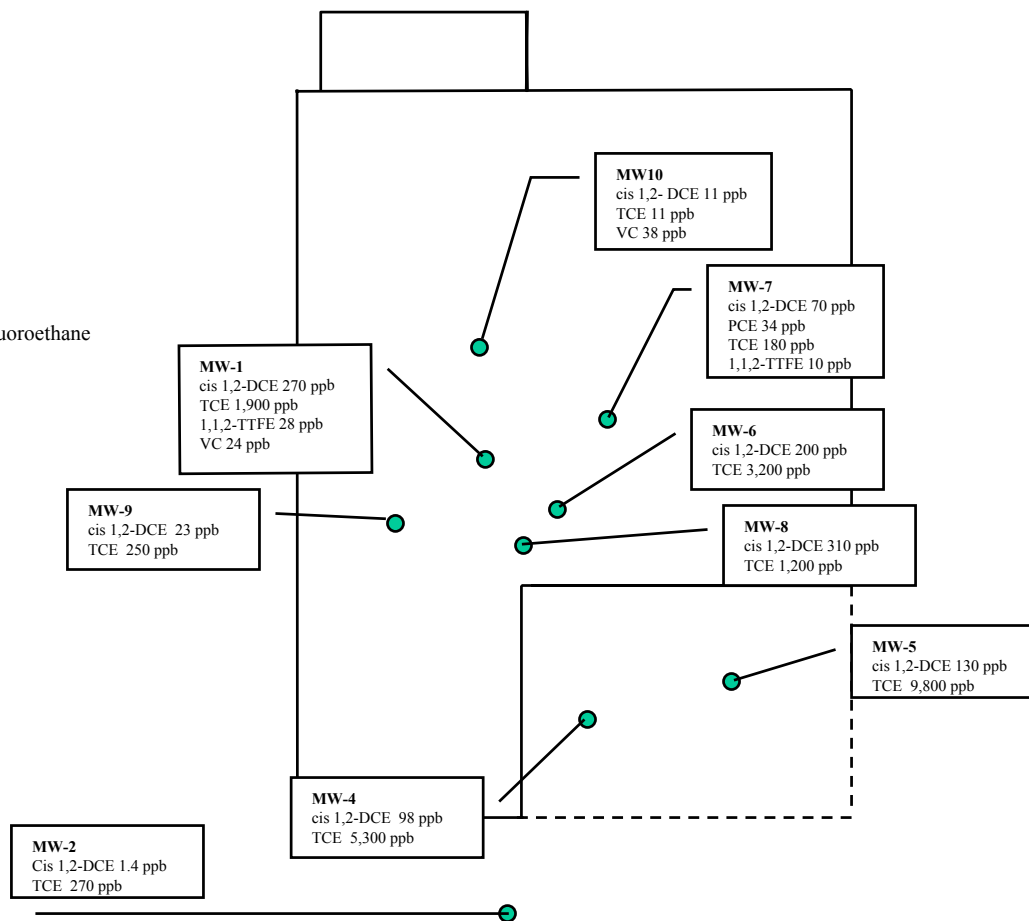 MW10
cis 1,2- DCE 11 ppb
TCE 11 ppb
VC 38 ppb
MW-7
cis 1,2-DCE 70 ppb
PCE 34 ppb
TCE 180 ppb
1,1,2-TTFE 10 ppb
uoroethane
MW-1
cis 1,2-DCE 270 ppb
TCE 1,900 ppb
1,1,2-TTFE 28 ppb
VC 24 ppb
MW-6
cis 1,2-DCE 200 ppb
TCE 3,200 ppb
MW-9
cis 1,2-DCE 23 ppb
TCE 250 ppb
MW-8
cis 1,2-DCE 310 ppb
TCE 1,200 ppb
MW-5
cis 1,2-DCE 130 ppb
TCE 9,800 ppb
MW-4
cis 1,2-DCE 98 ppb
TCE 5,300 ppb
MW-2
Cis 1,2-DCE 1.4 ppb
TCE 270 ppb